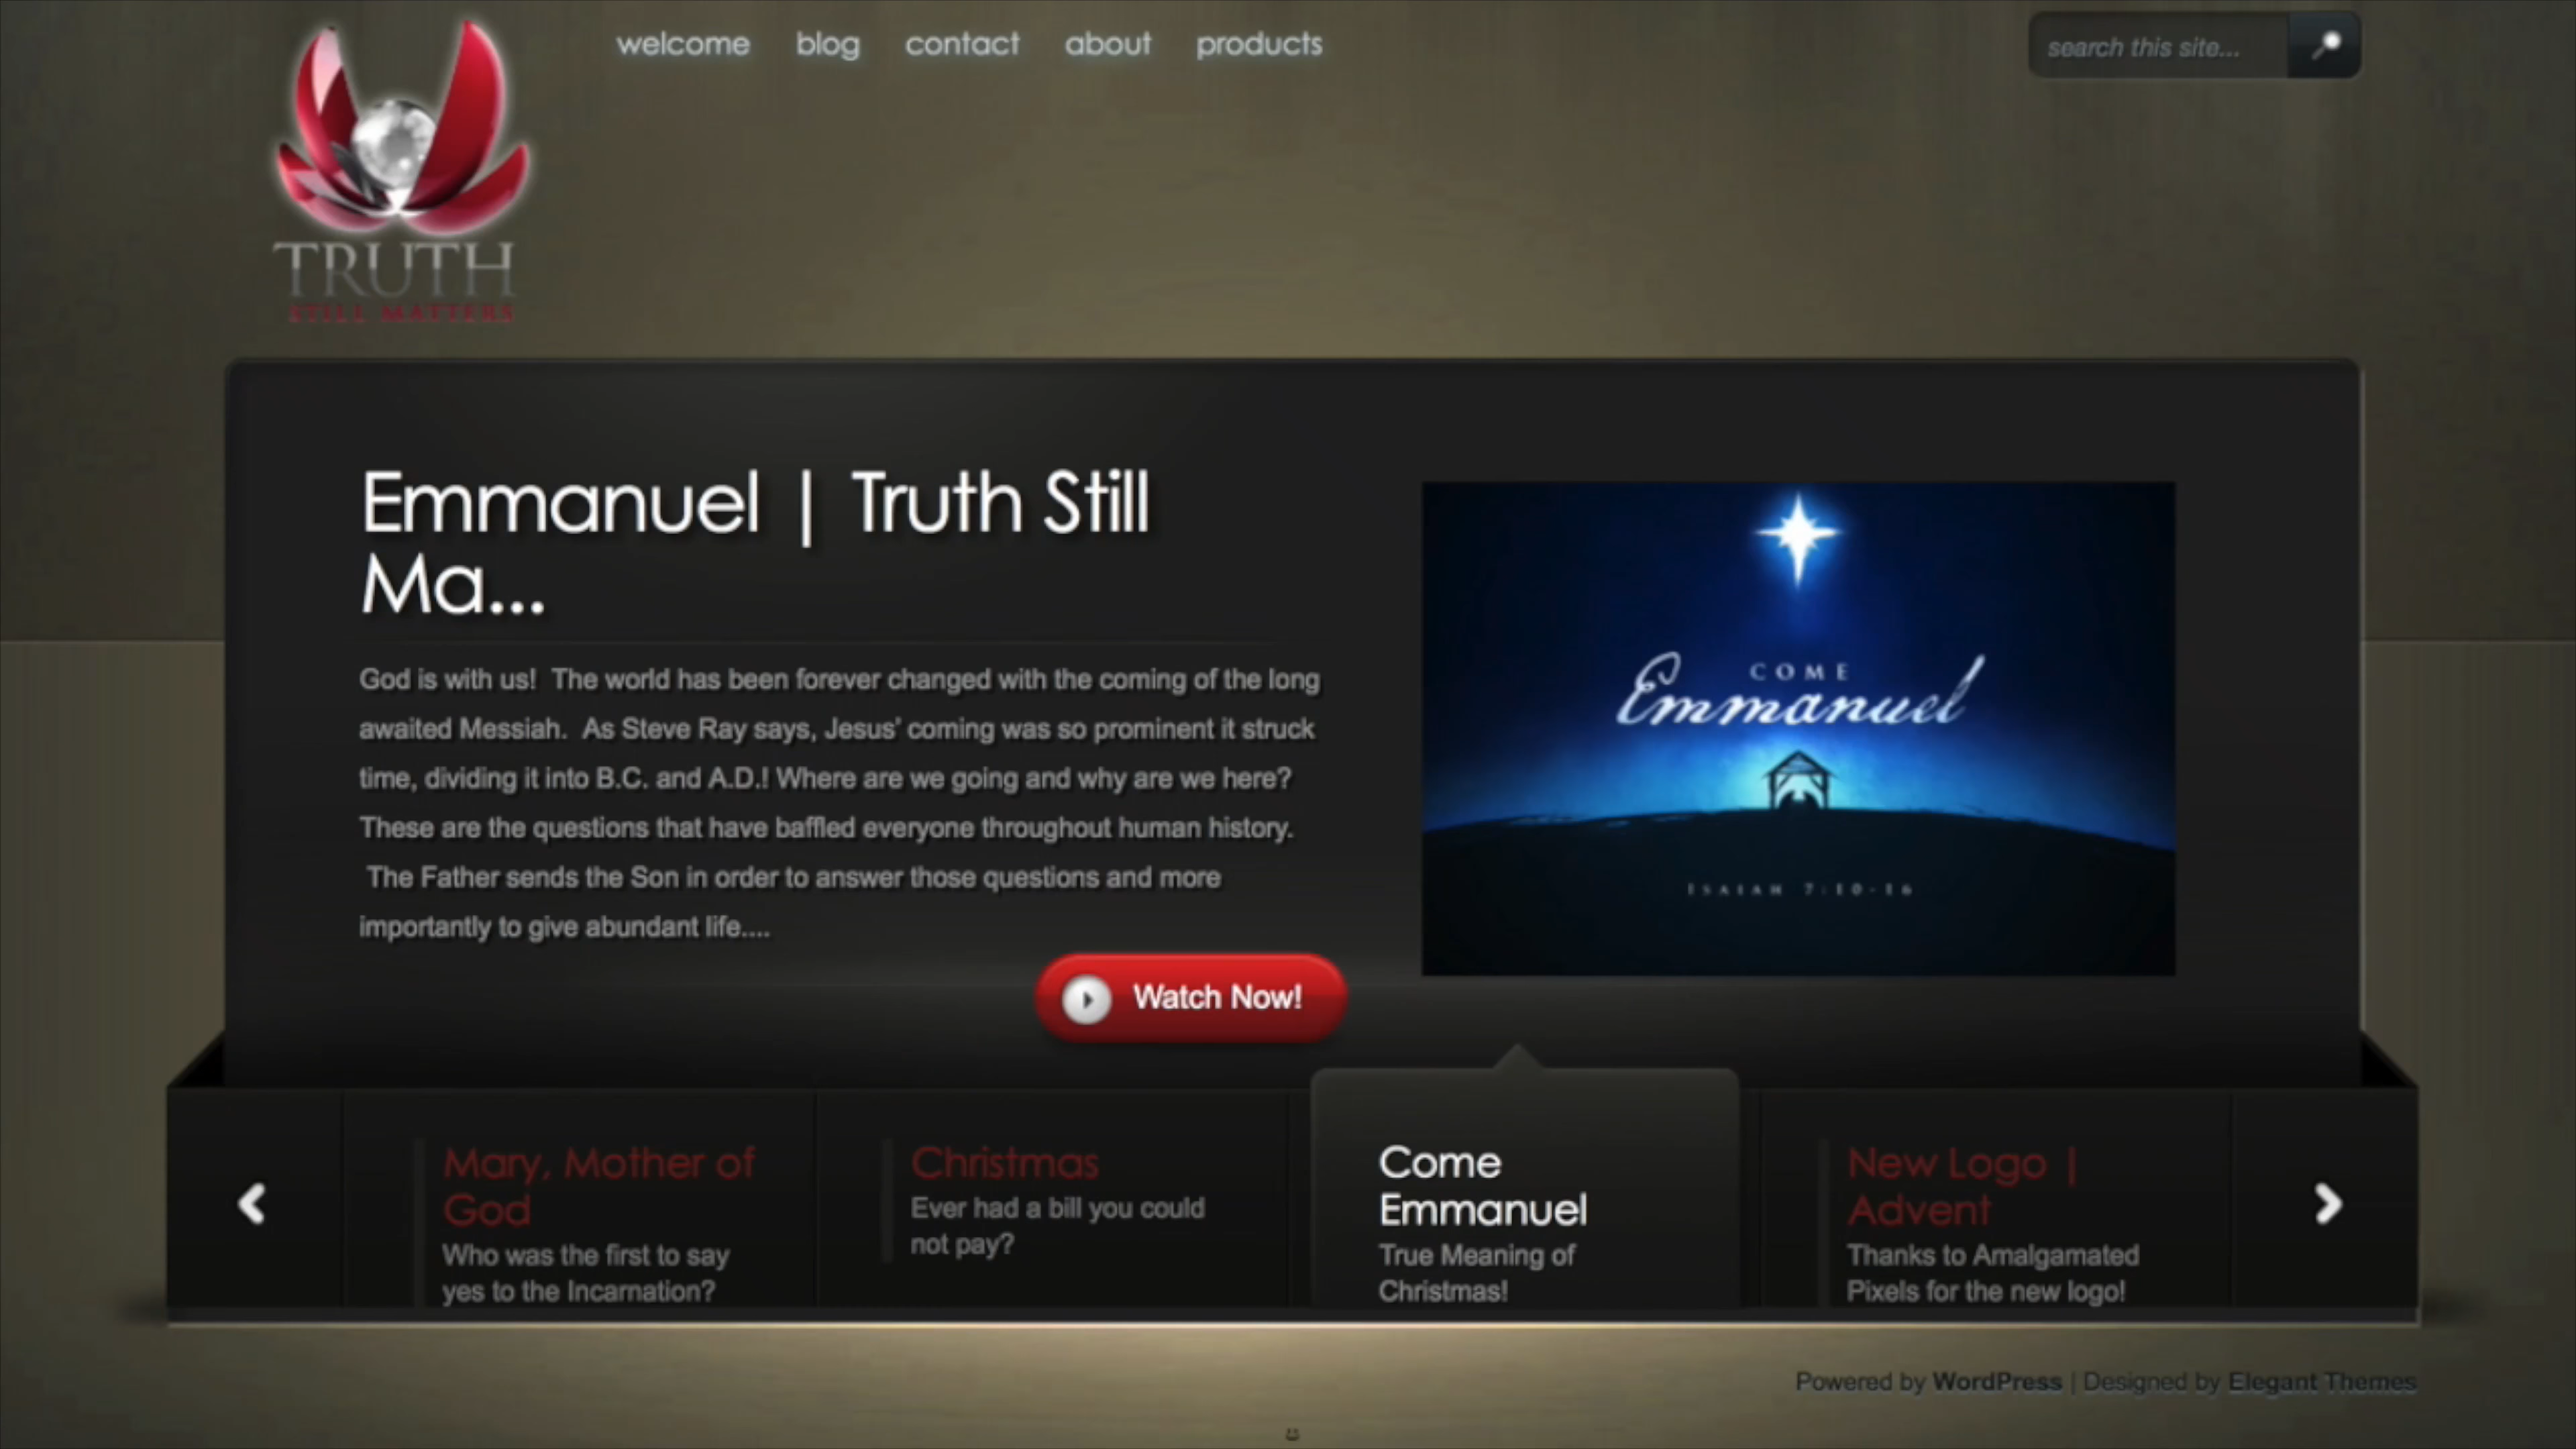 welcome blog contact about products
search this site...
TRUTH
STILL MATTERS
Emmanuel | Truth Still
Ma...
God is with us! The world has been forever changed with the coming of the long
awaited Messiah. As Steve Ray says, Jesus' coming was so prominent it struck
time, dividing it into B.C. and A.D.! Where are we going and why are we here?
These are the questions that have baffled everyone throughout human history.
The Father sends the Son in order to answer those questions and more
importantly to give abundant life....
COME
Emmanuel
ISAIAH 7:10-16
Watch Now!
Mary, Mother of
God
Who was the first to say
yes to the Incarnation?
Christmas
Ever had a bill you could
not pay?
Come
Emmanuel
True Meaning of
Christmas!
New Logo |
Advent
Thanks to Amalgamated
Pixels for the new logo!
Powered by WordPress | Designed by Elegant Themes